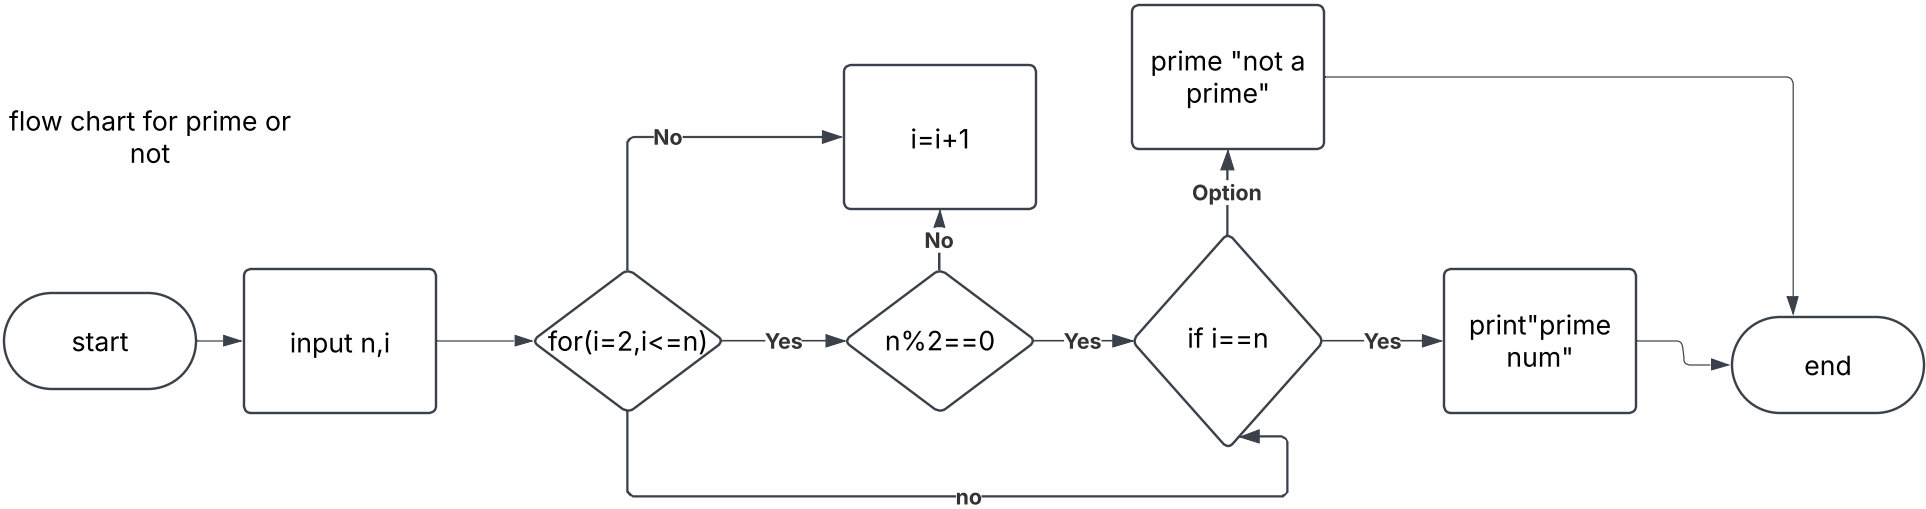 flow chart for prime or
not
start
input n,i
for(i=2,i<=n)
No
i=i+1
Yes
n%2==0
No
Yes
if i==n
Option
prime "not a
prime"
Yes
print"prime
num"
end
no